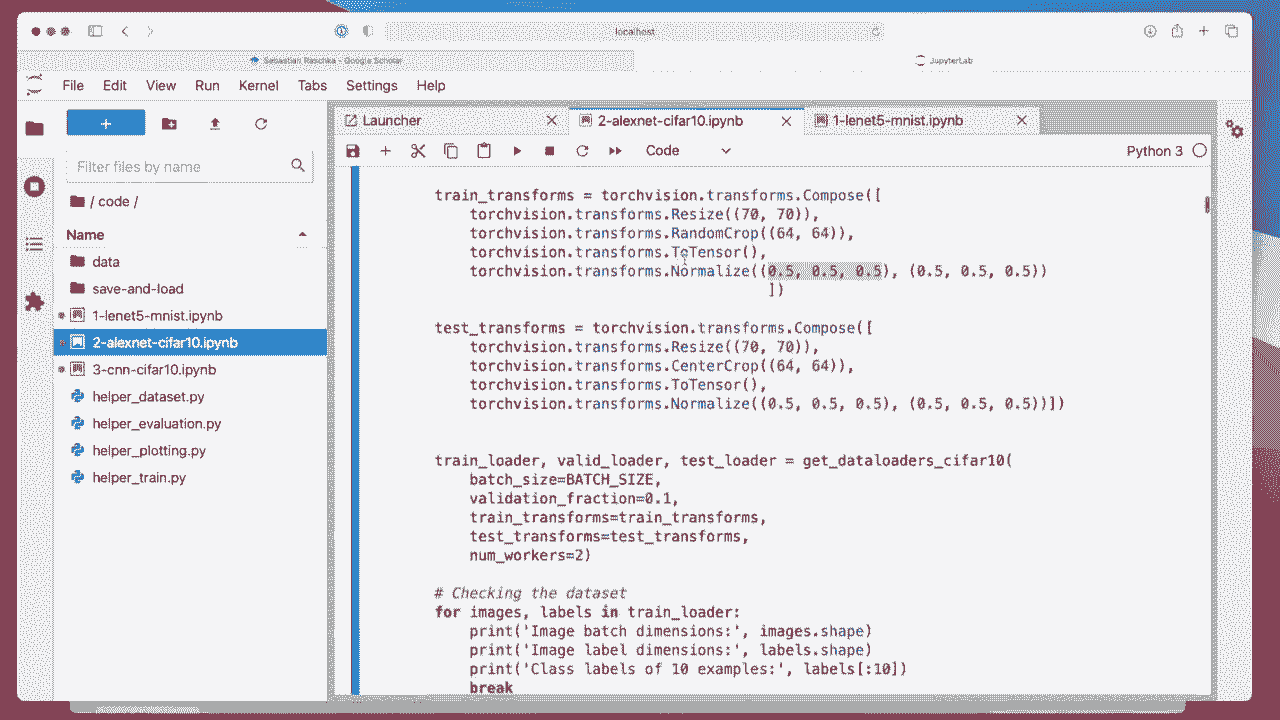 localhost
Sebastian Raschka - Google Scholar
JupyterLab
File Edit View Run Kernel Tabs Settings Help
Launcher
2-alexnet-cifar10.ipynb
1-lenet5-mnist.ipynb
Code
Python 3
Filter files by name
/ code /
Name
data
save-and-load
1-lenet5-mnist.ipynb
2-alexnet-cifar10.ipynb
3-cnn-cifar10.ipynb
helper_dataset.py
helper_evaluation.py
helper_plotting.py
helper_train.py
train_transforms = torchvision.transforms.Compose([
torchvision.transforms.Resize((70, 70)),
torchvision.transforms.RandomCrop((64, 64)),
torchvision.transforms.ToTensor(),
torchvision.transforms.Normalize((0.5, 0.5, 0.5), (0.5, 0.5, 0.5))
])
test_transforms = torchvision.transforms.Compose([
torchvision.transforms.Resize((70, 70)),
torchvision.transforms.CenterCrop((64, 64)),
torchvision.transforms.ToTensor(),
torchvision.transforms.Normalize((0.5, 0.5, 0.5), (0.5, 0.5, 0.5))])
train_loader, valid_loader, test_loader = get_dataloaders_cifar10(
batch_size=BATCH_SIZE,
validation_fraction=0.1,
train_transforms=train_transforms,
test_transforms=test_transforms,
num_workers=2)
# Checking the dataset
for images, labels in train_loader:
print('Image batch dimensions:', images.shape)
print('Image label dimensions:', labels.shape)
print('Class labels of 10 examples:', labels[:10])
break